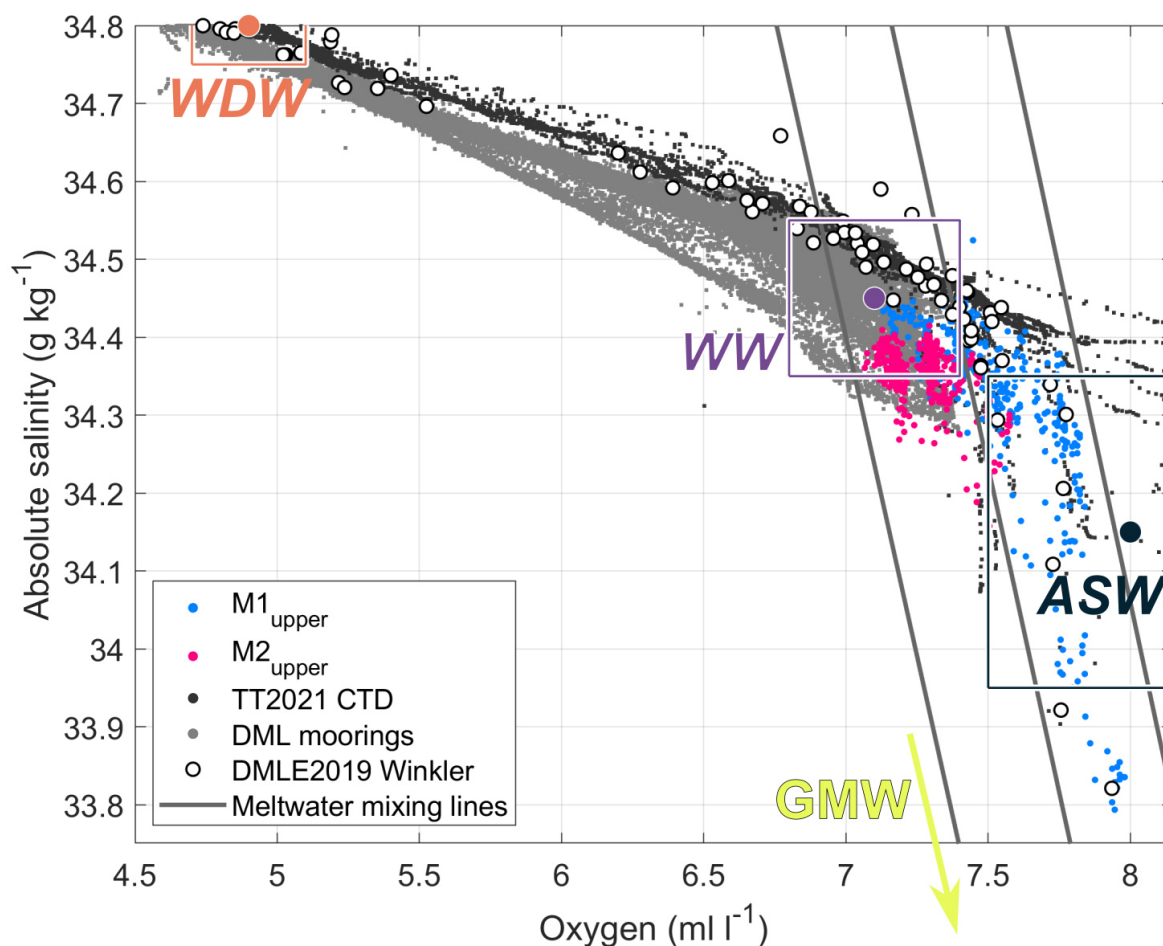 34.8
34.7
34.6
34.5
34.4
34.3
34.2
34.1
34
33.9
33.8
Absolute salinity (g kg⁻¹)
WDW
WW
ASW
GMW
M1upper
M2upper
TT2021 CTD
DML moorings
DMLE2019 Winkler
Meltwater mixing lines
4.5 5 5.5 6 6.5 7 7.5 8
Oxygen (ml l⁻¹)